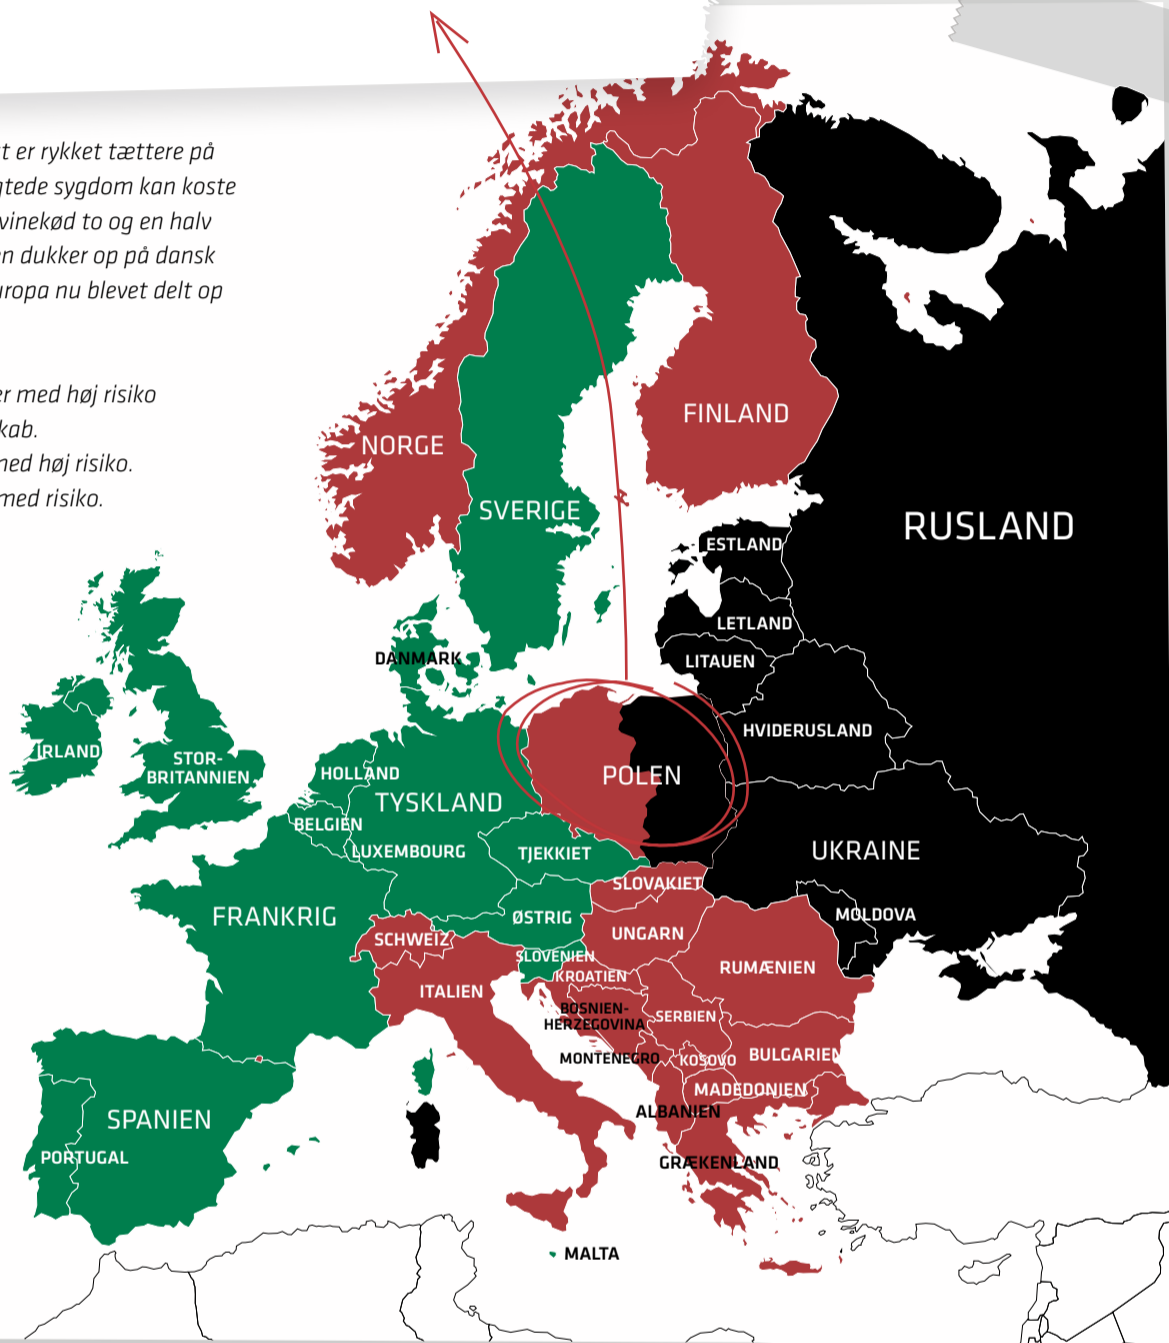 t er rykket tættere på
gtede sygdom kan koste
vinekød to og en halv
n dukker op på dansk
uropa nu blevet delt op
er med høj risiko
kab.
ned høj risiko.
med risiko.
NORGE
FINLAND
SVERIGE
RUSLAND
ESTLAND
LETLAND
LITAUEN
DANMARK
HVIDERUSLAND
IRLAND
STOR-
BRITANNIEN
HOLLAND
POLEN
TYSKLAND
BELGIEN
LUXEMBOURG
TJEKKIET
UKRAINE
SLOVAKIET
FRANKRIG
ØSTRIG
MOLDOVA
SCHWEIZ
UNGARN
SLOVENIEN
RUMÆNIEN
KROATIEN
ITALIEN
BOSNIEN-
HERZEGOVINA
SERBIEN
MONTENEGRO
KOSOVO
BULGARIEN
MADEDONIEN
ALBANIEN
SPANIEN
PORTUGAL
GRÆKENLAND
MALTA